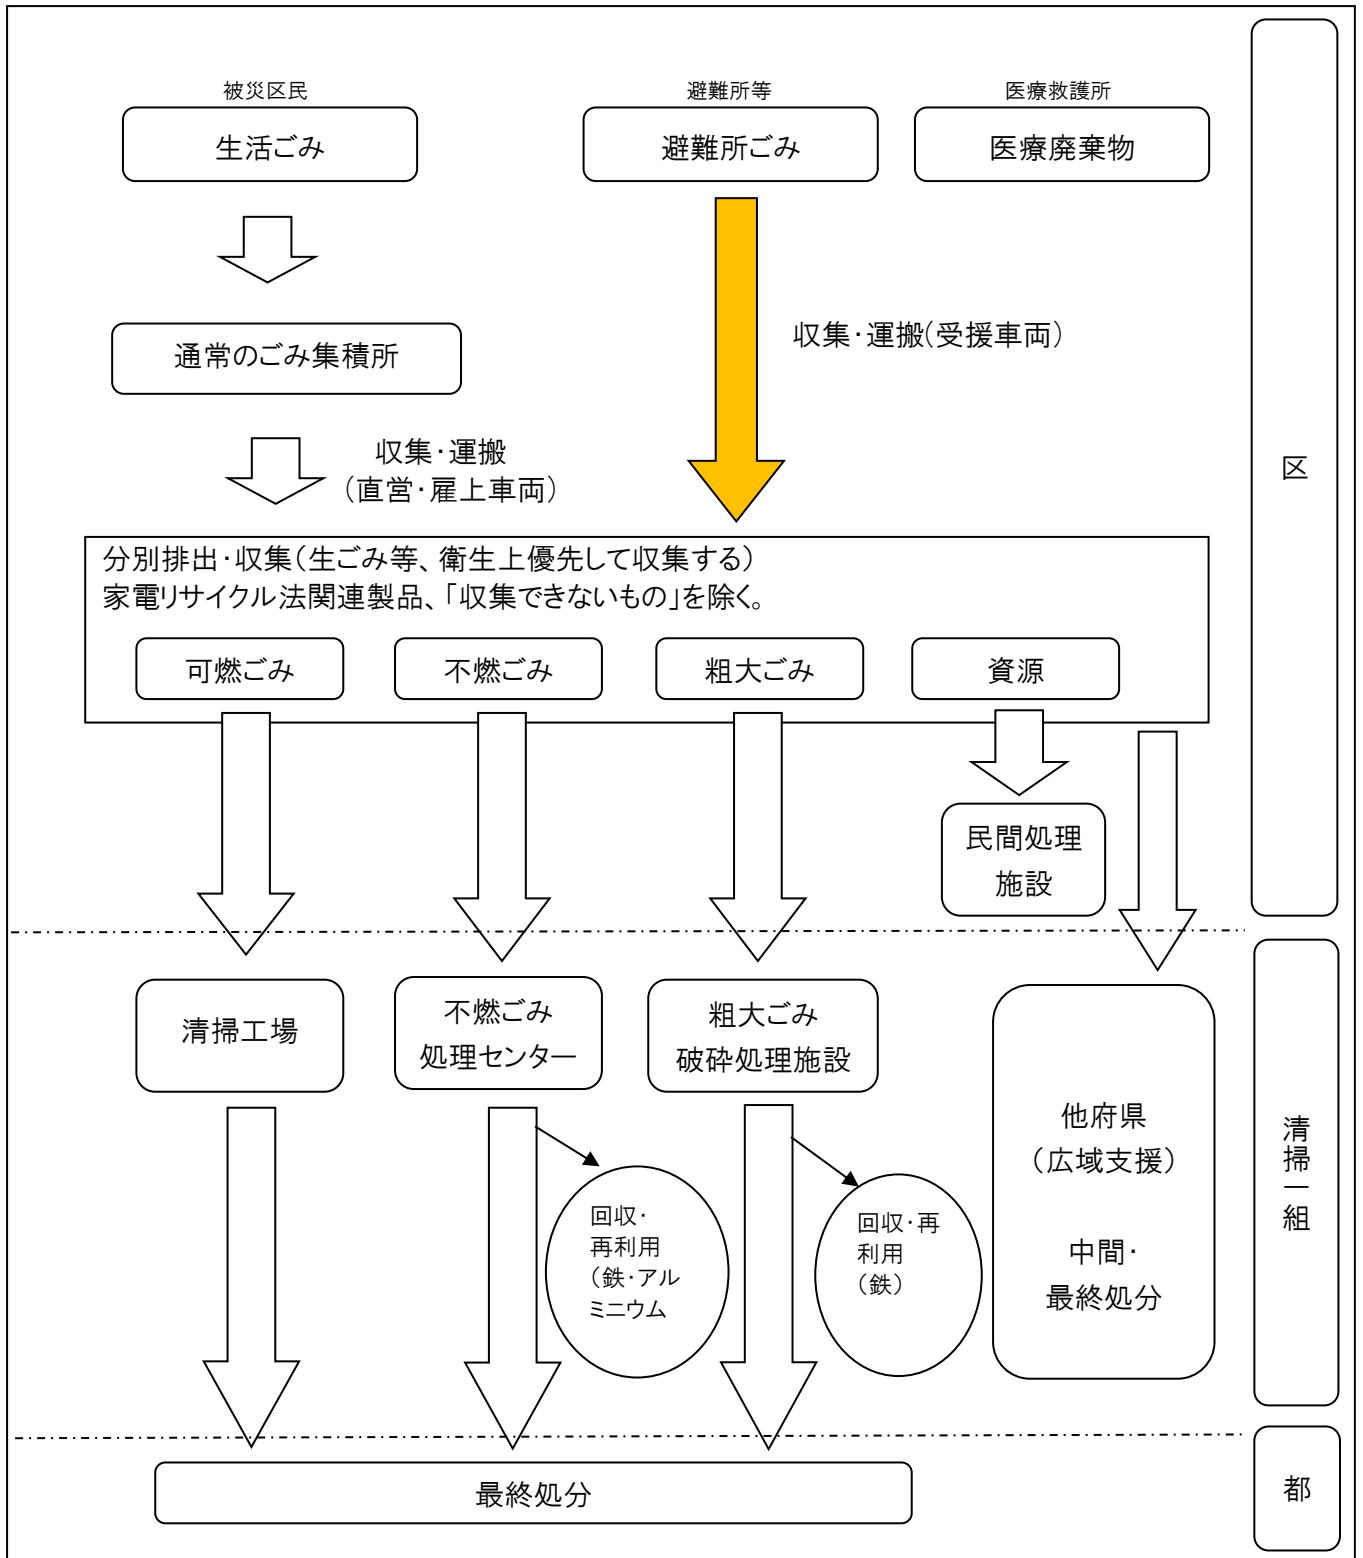 被災区民
生活ごみ
避難所等
避難所ごみ
医療救護所
医療廃棄物
通常のごみ集積所
収集・運搬(受援車両)
収集・運搬
(直営・雇上車両)
区
分別排出・収集(生ごみ等、衛生上優先して収集する)
家電リサイクル法関連製品、「収集できないもの」を除く。
可燃ごみ
不燃ごみ
粗大ごみ
資源
民間処理
施設
清掃工場
不燃ごみ
処理センター
粗大ごみ
破砕処理施設
他府県
(広域支援)
中間・
最終処分
清掃一組
回収・
再利用
(鉄・アル
ミニウム
回収・再
利用
(鉄)
最終処分
都